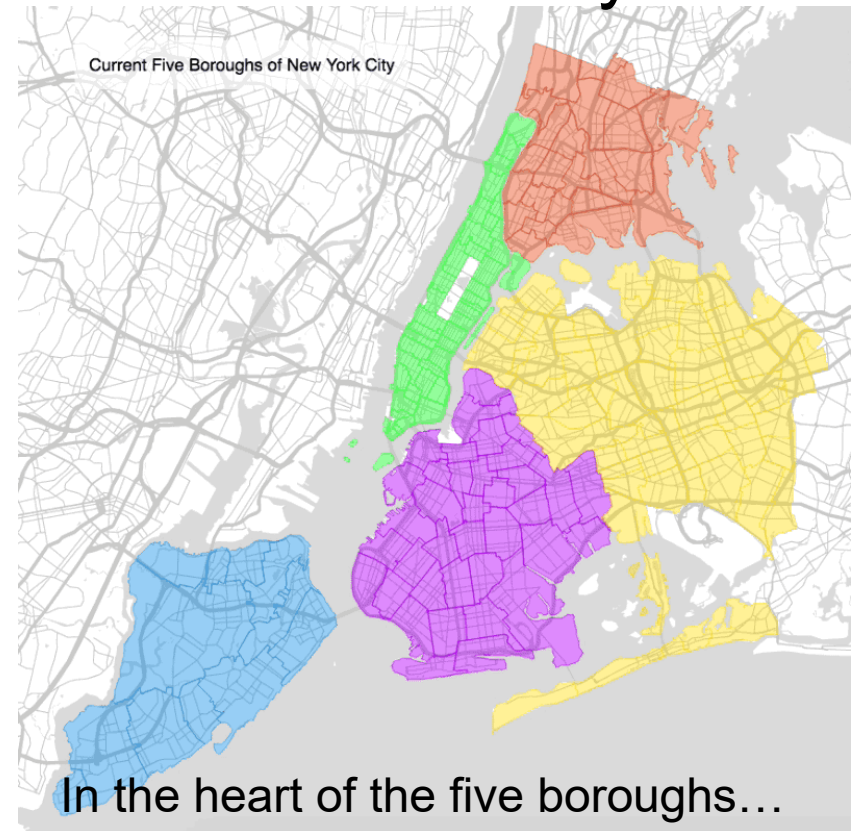 Current Five Boroughs of New York City
In the heart of the five boroughs…